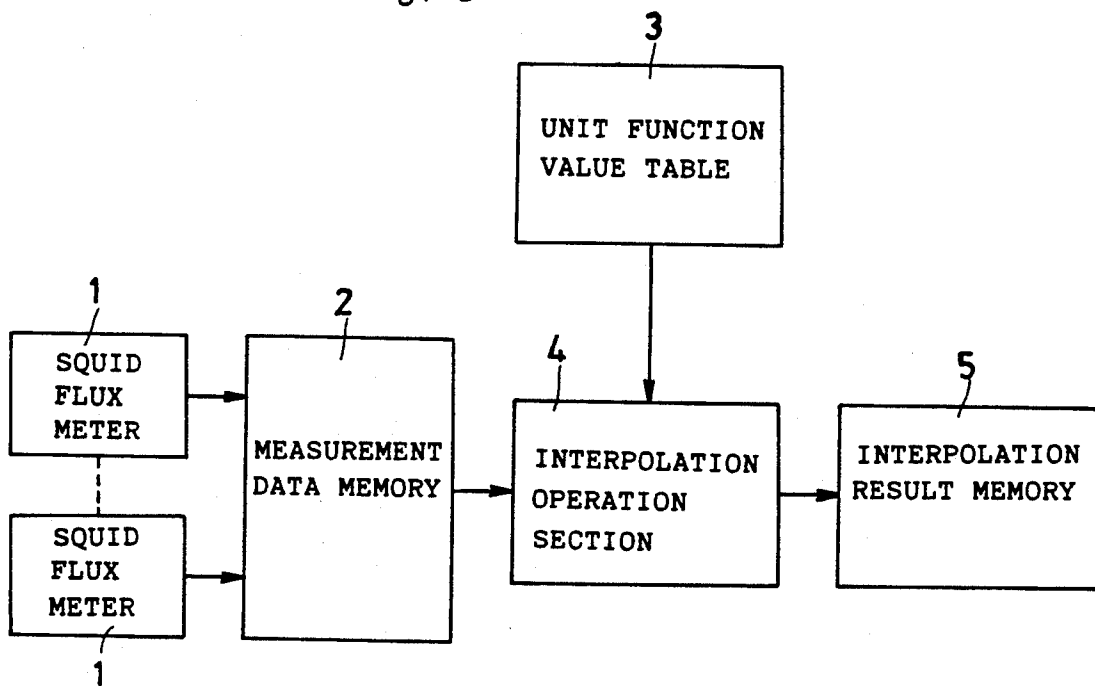 3
UNIT FUNCTION
VALUE TABLE
1
SQUID
FLUX
METER
2
MEASUREMENT
DATA MEMORY
4
INTERPOLATION
OPERATION
SECTION
5
INTERPOLATION
RESULT MEMORY
SQUID
FLUX
METER
1